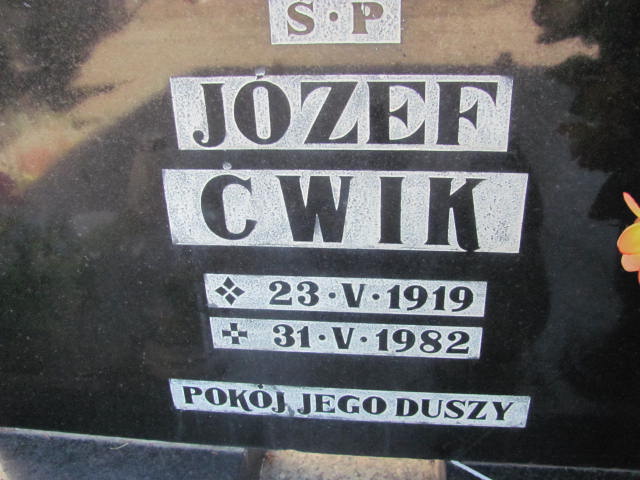 Ś·P
JÓZEF
ĆWIK
23·V·1919
31·V·1982
POKÓJ JEGO DUSZY